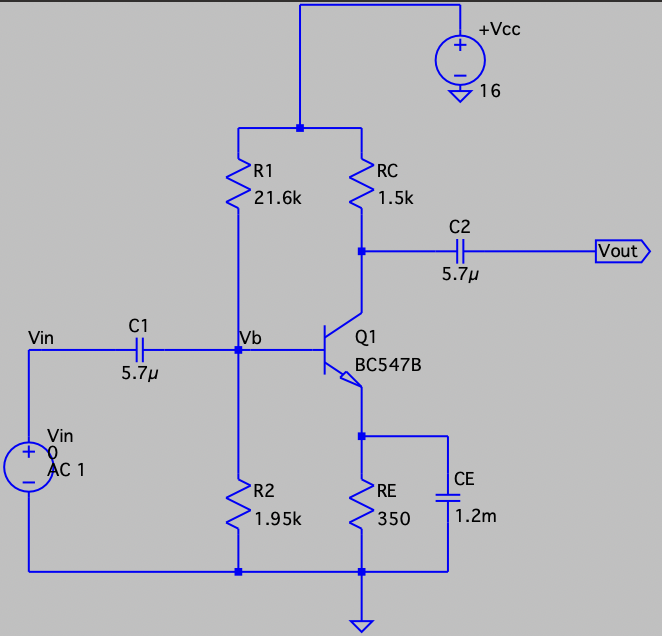 +Vcc
+
−
16
R1
21.6k
RC
1.5k
C2
5.7µ
Vout
Vin
C1
5.7µ
Vb
Q1
BC547B
Vin
+
0
AC 1
−
R2
1.95k
RE
350
CE
1.2m